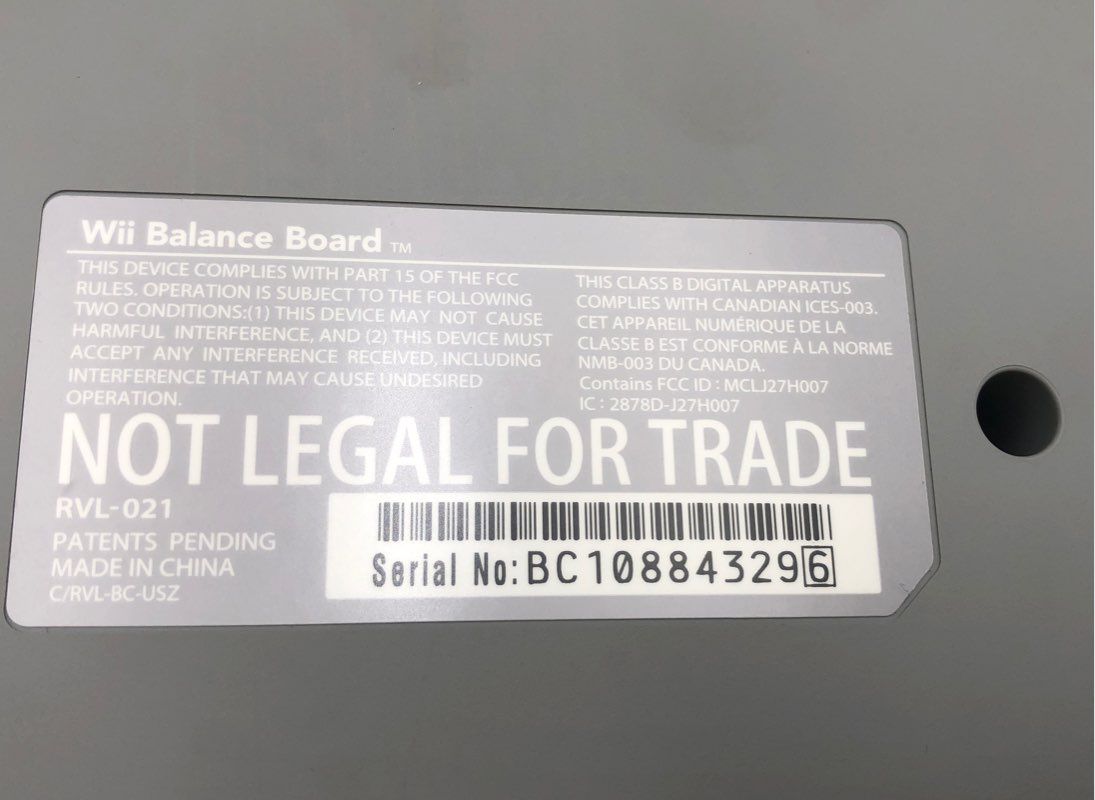 Wii Balance Board TM
THIS DEVICE COMPLIES WITH PART 15 OF THE FCC
RULES. OPERATION IS SUBJECT TO THE FOLLOWING
TWO CONDITIONS:(1) THIS DEVICE MAY NOT CAUSE
HARMFUL INTERFERENCE, AND (2) THIS DEVICE MUST
ACCEPT ANY INTERFERENCE RECEIVED, INCLUDING
INTERFERENCE THAT MAY CAUSE UNDESIRED
OPERATION.
THIS CLASS B DIGITAL APPARATUS
COMPLIES WITH CANADIAN ICES-003.
CET APPAREIL NUMÉRIQUE DE LA
CLASSE B EST CONFORME À LA NORME
NMB-003 DU CANADA.
Contains FCC ID : MCLJ27H007
IC : 2878D-J27H007
NOT LEGAL FOR TRADE
RVL-021
PATENTS PENDING
MADE IN CHINA
C/RVL-BC-USZ
Serial No:BC108843296